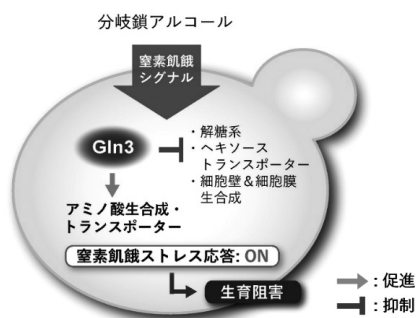 分岐鎖アルコール
窒素飢餓
シグナル
Gln3
・解糖系
・ヘキソース
トランスポーター
・細胞壁＆細胞膜
生合成
アミノ酸生合成・
トランスポーター
窒素飢餓ストレス応答: ON
生育阻害
: 促進
: 抑制